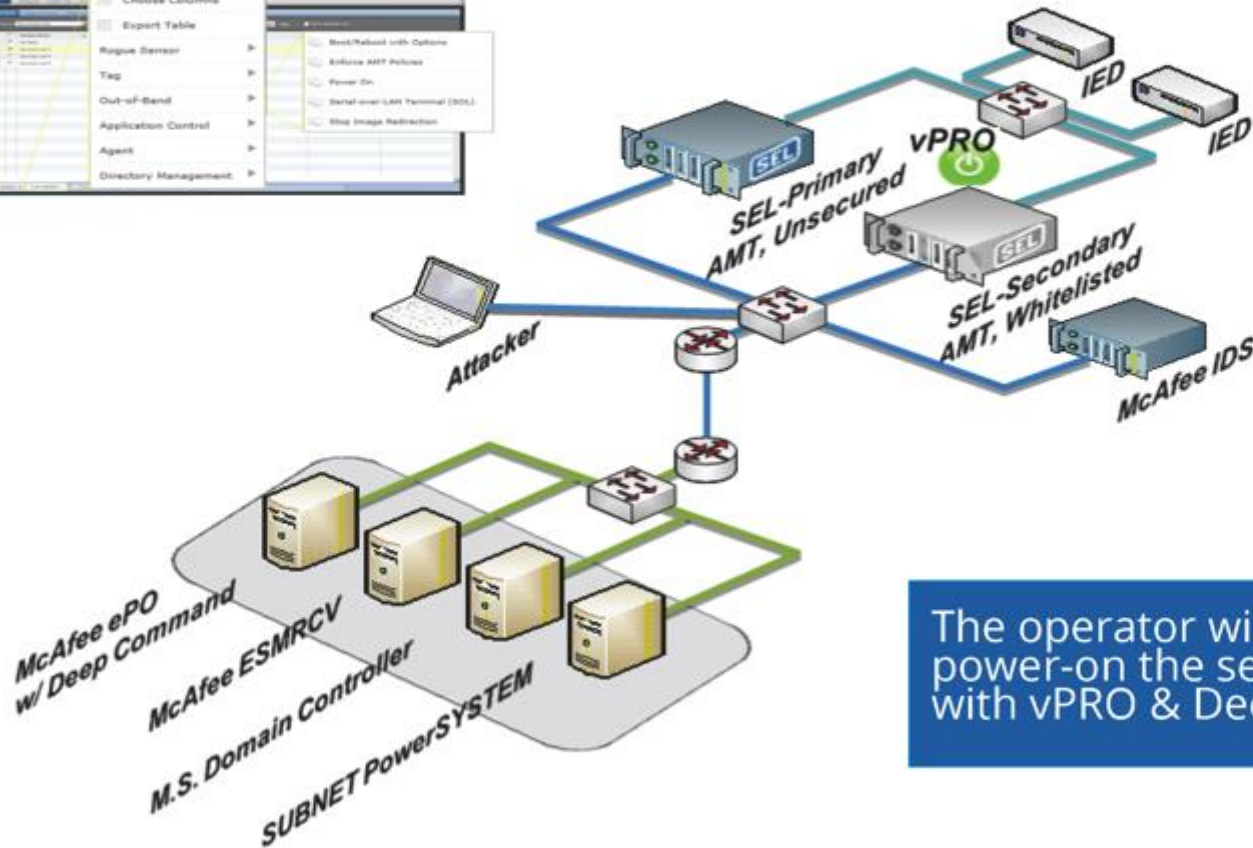 Choose Columns
Export Table
Rogue Sensor
Tag
Out-of-Band
Application Control
Agent
Directory Management
Boot/Reboot with Options
Enforce AMT Policies
Power On
Serial-over-LAN Terminal (SOL)
Stop Image Redirection
IED
IED
vPRO
SEL
SEL-Primary
AMT, Unsecured
SEL
SEL-Secondary
AMT, Whitelisted
Attacker
McAfee IDS
McAfee ePO
w/ Deep Command
McAfee ESMRCV
M.S. Domain Controller
SUBNET PowerSYSTEM
The operator wi
power-on the se
with vPRO & Dee